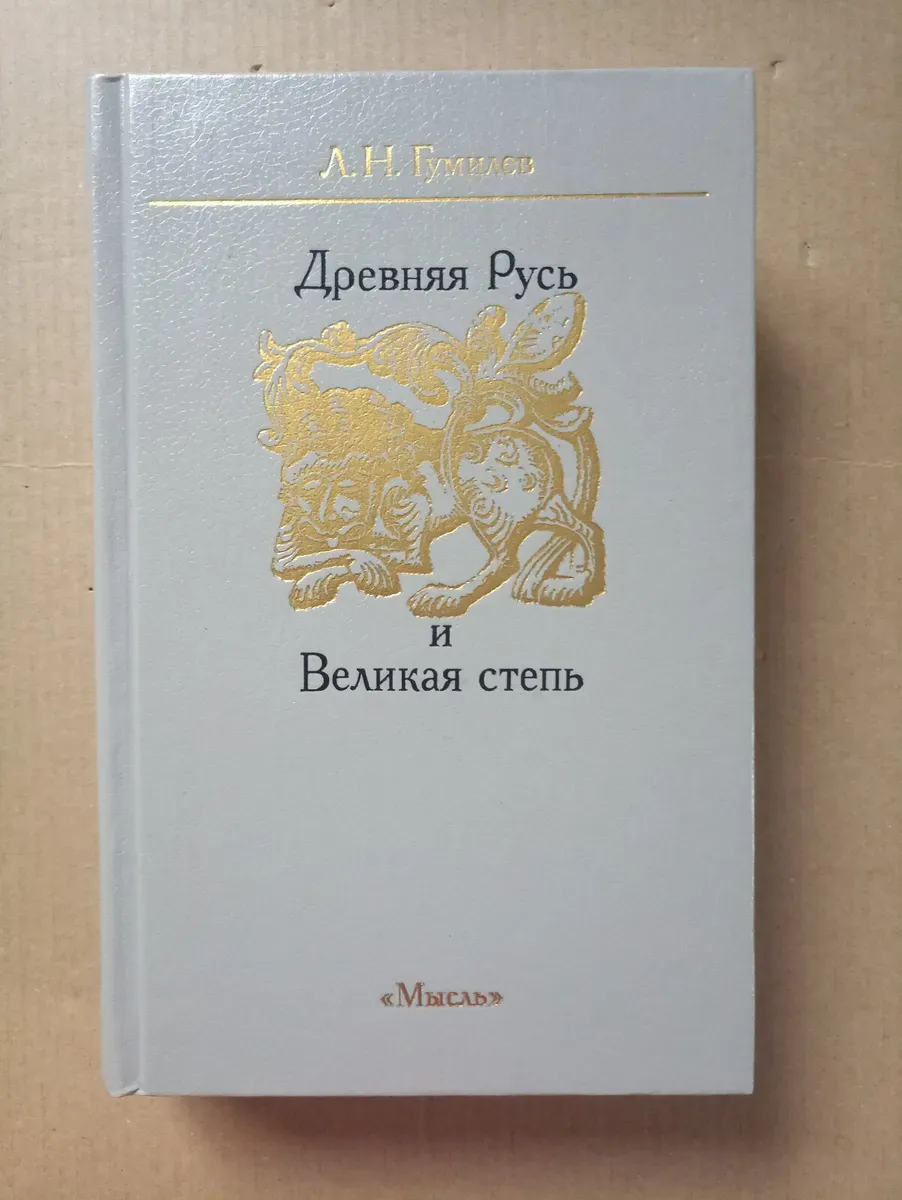 Л. Н. Гумилев
Древняя Русь
и
Великая степь
«Мысль»